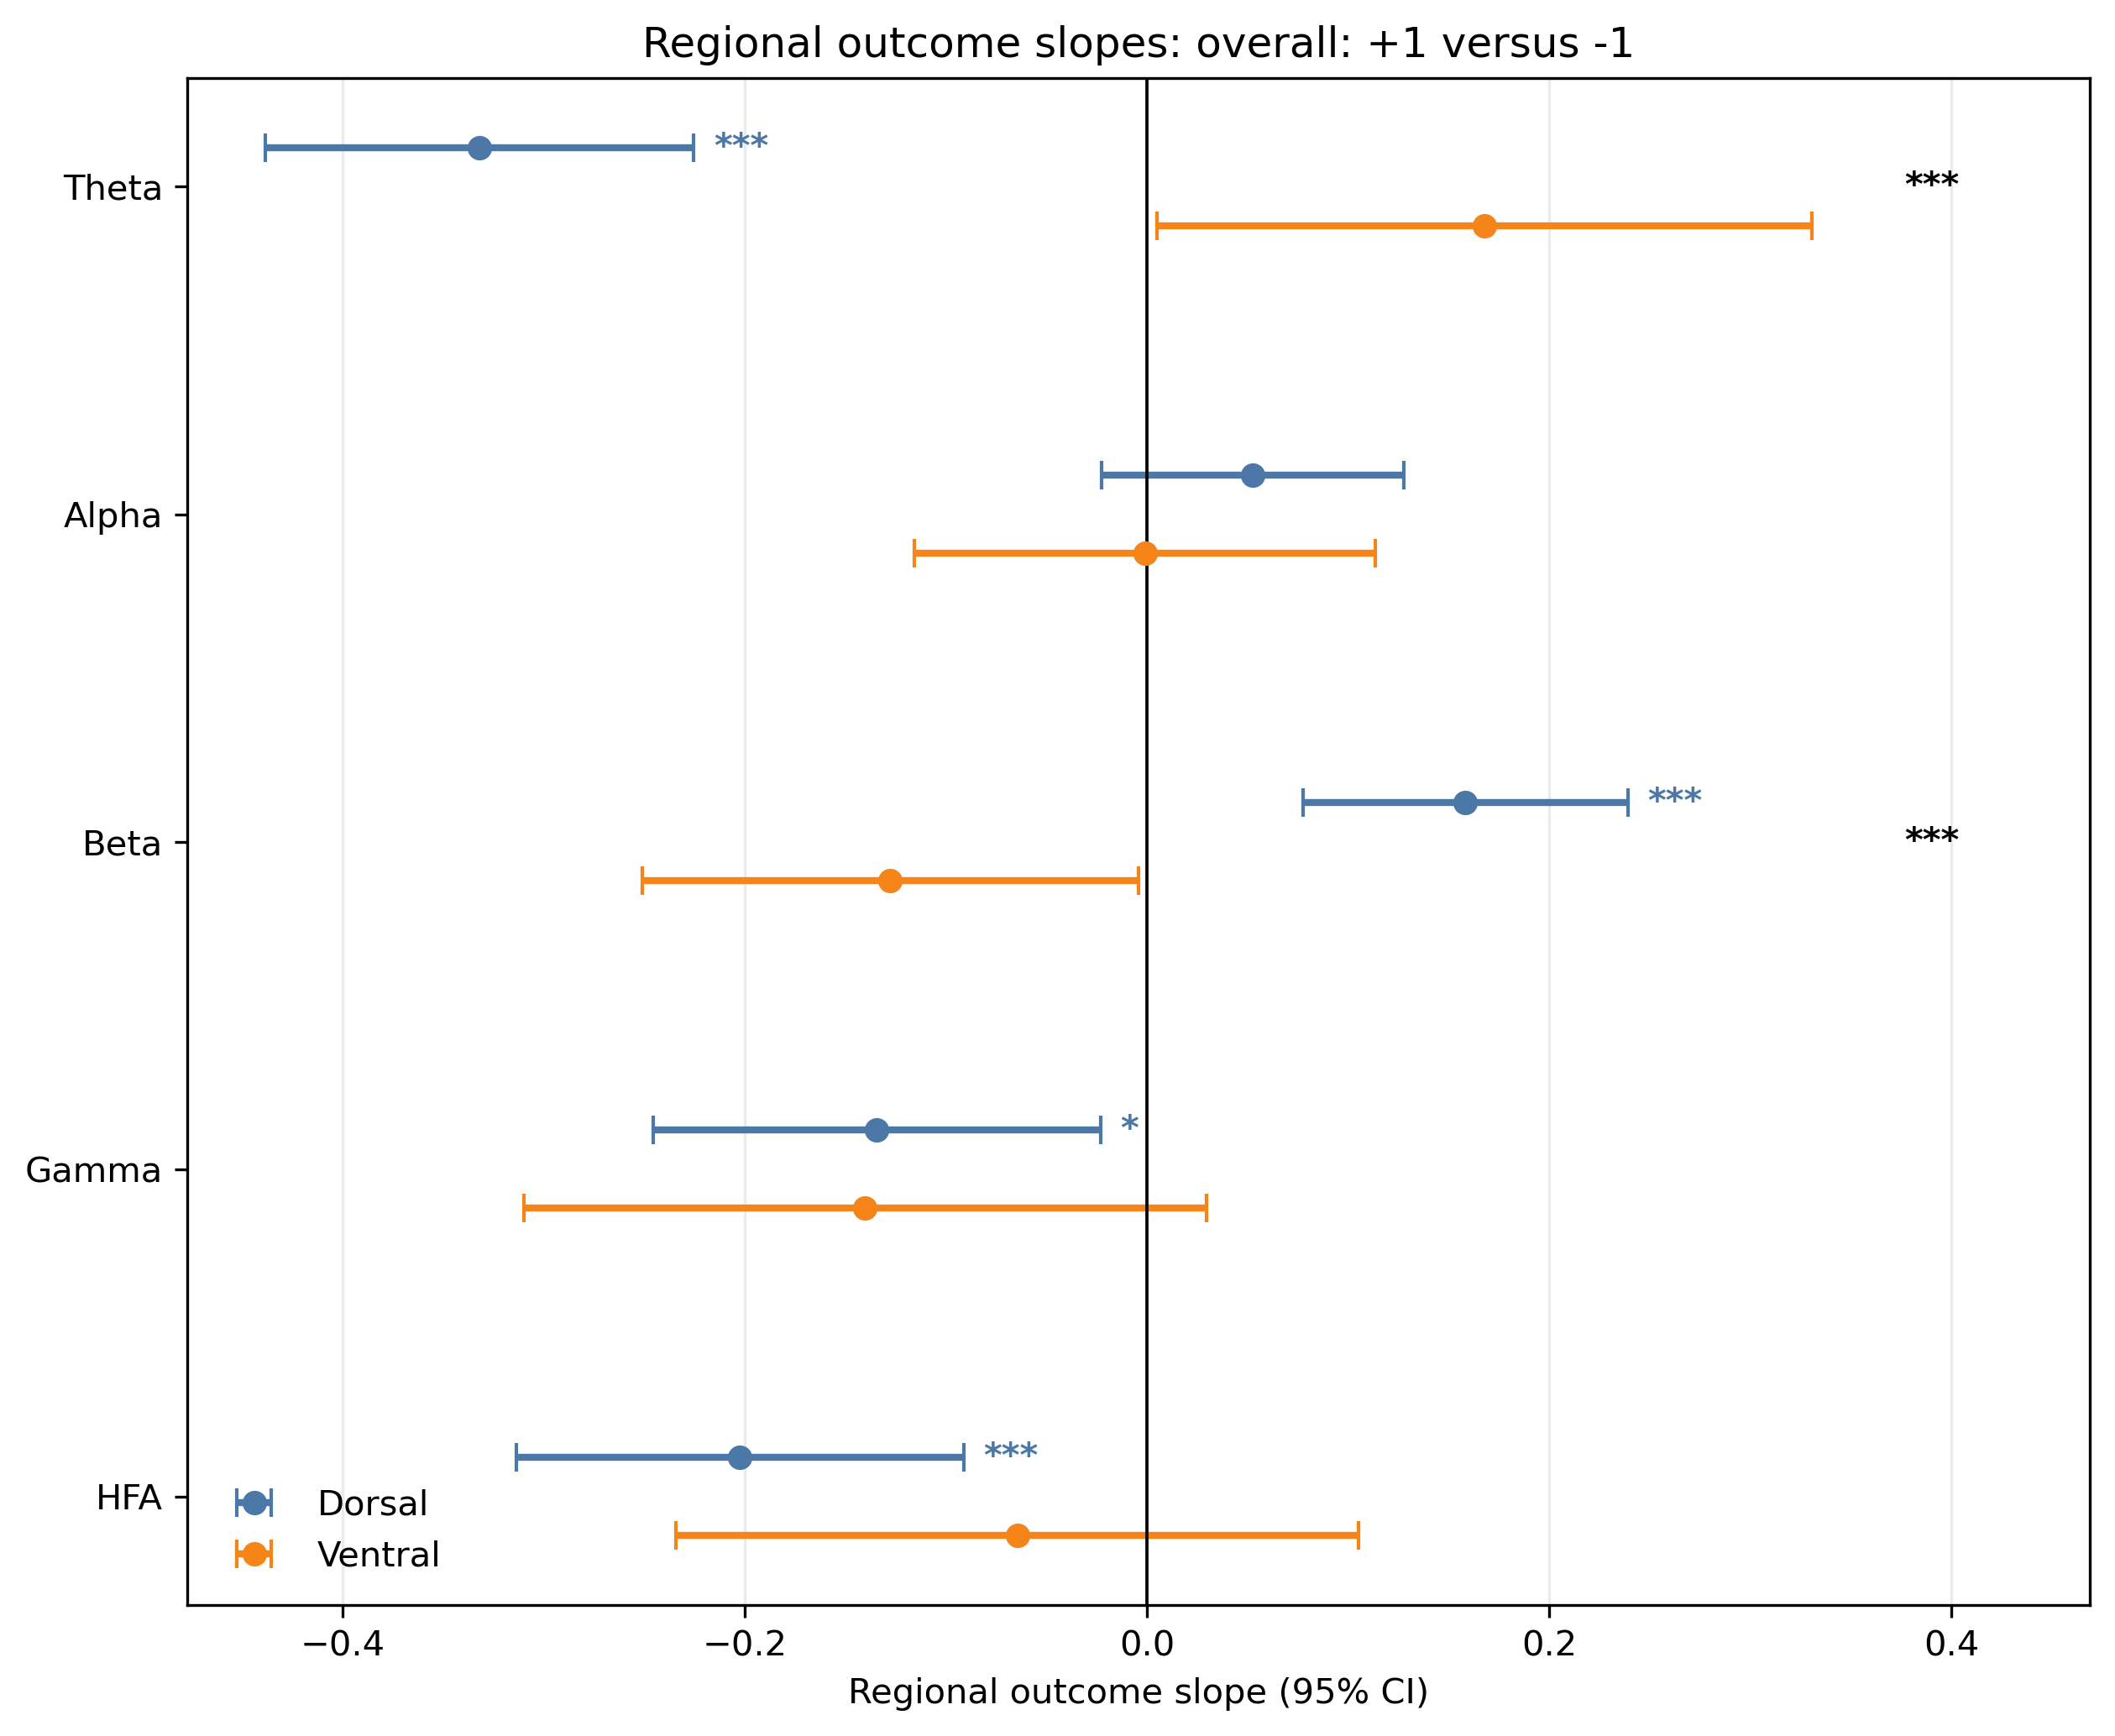 Regional outcome slopes: overall: +1 versus -1
***
Theta
***
Alpha
***
Beta
***
*
Gamma
***
HFA
Dorsal
Ventral
−0.4
−0.2
0.0
0.2
0.4
Regional outcome slope (95% CI)